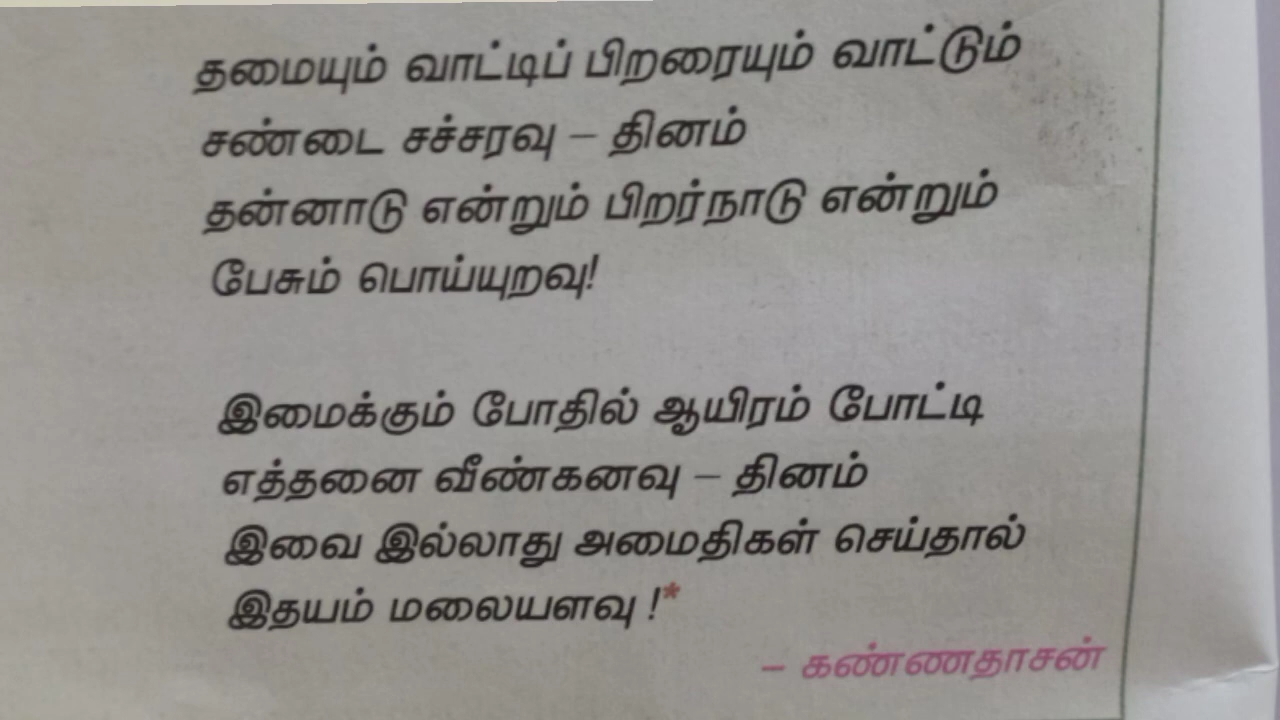 தமையும் வாட்டிப் பிறரையும் வாட்டும்
சண்டை சச்சரவு – தினம்
தன்னாடு என்றும் பிறர்நாடு என்றும்
பேசும் பொய்யுறவு!
இமைக்கும் போதில் ஆயிரம் போட்டி
எத்தனை வீண்கனவு – தினம்
இவை இல்லாது அமைதிகள் செய்தால்
இதயம் மலையளவு !*
– கண்ணதாசன்